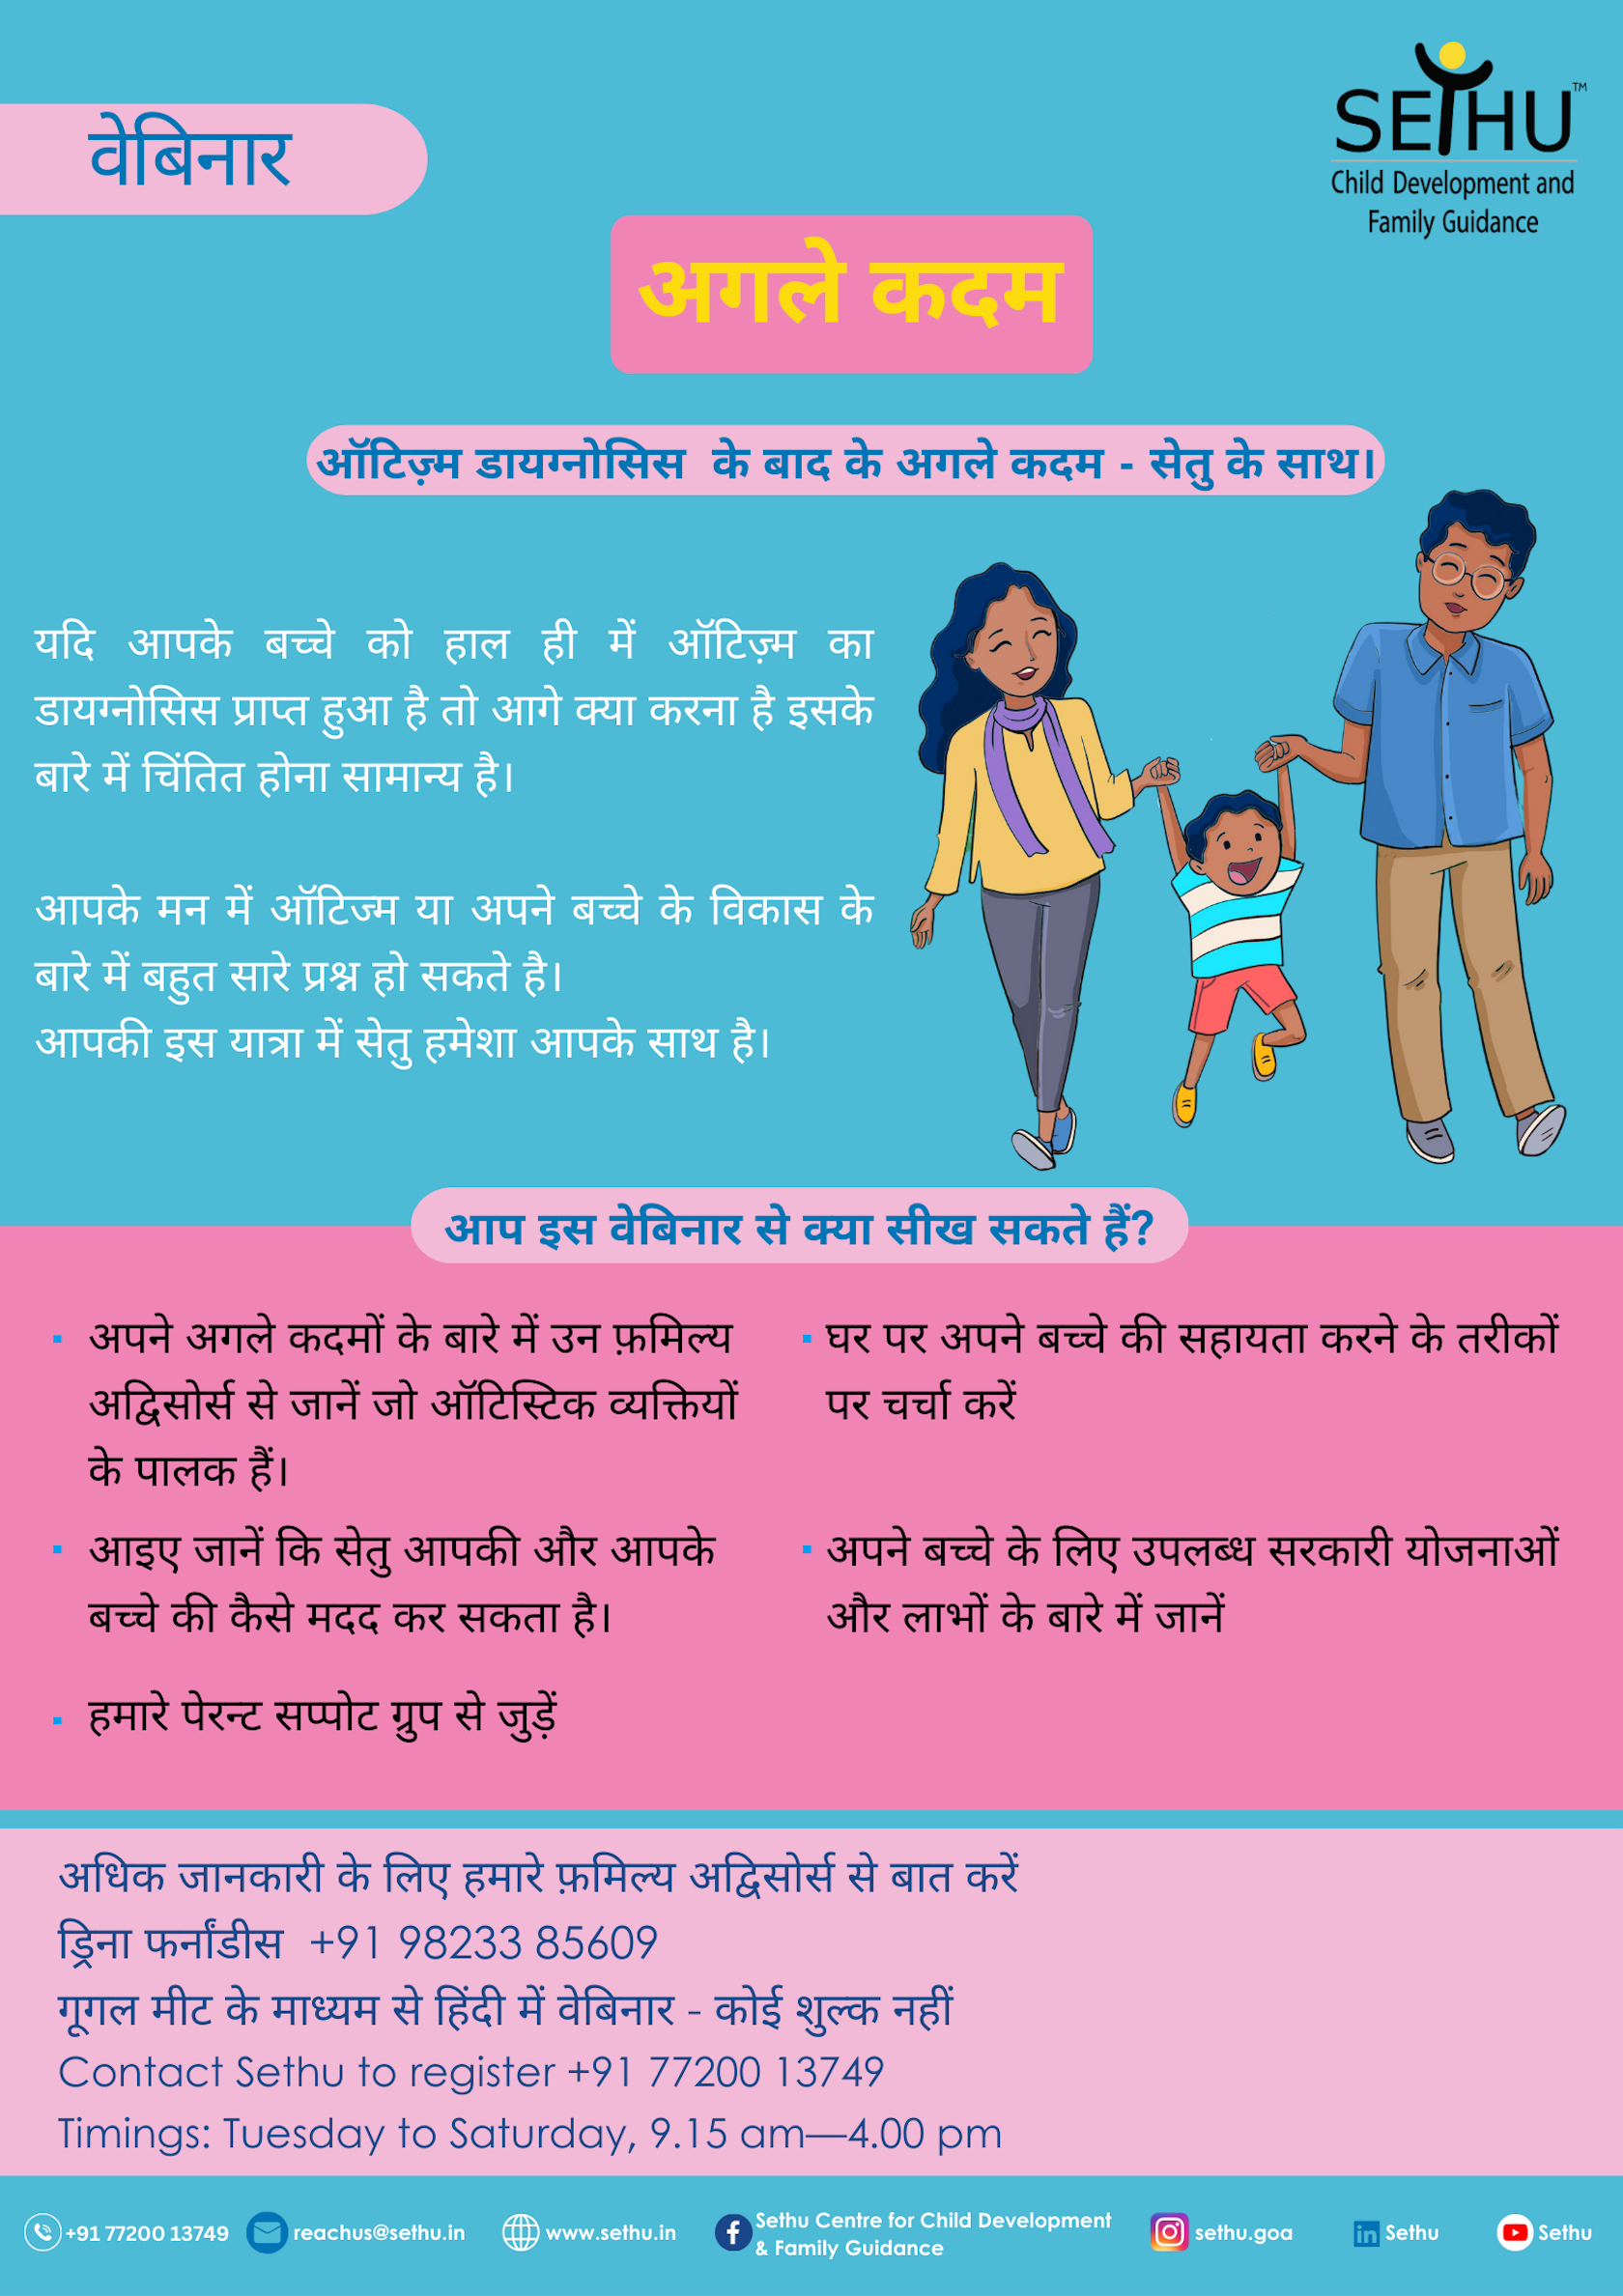 वेबिनार
SETHU™
Child Development and
Family Guidance
अगले कदम
ऑटिज़्म डायग्नोसिस के बाद के अगले कदम - सेतु के साथ।
यदि आपके बच्चे को हाल ही में ऑटिज़्म का
डायग्नोसिस प्राप्त हुआ है तो आगे क्या करना है इसके
बारे में चिंतित होना सामान्य है।
आपके मन में ऑटिज्म या अपने बच्चे के विकास के
बारे में बहुत सारे प्रश्न हो सकते है।
आपकी इस यात्रा में सेतु हमेशा आपके साथ है।
आप इस वेबिनार से क्या सीख सकते हैं?
अपने अगले कदमों के बारे में उन फ़मिल्य
अद्विसोर्स से जानें जो ऑटिस्टिक व्यक्तियों
के पालक हैं।
आइए जानें कि सेतु आपकी और आपके
बच्चे की कैसे मदद कर सकता है।
हमारे पेरन्ट सप्पोट ग्रुप से जुड़ें
घर पर अपने बच्चे की सहायता करने के तरीकों
पर चर्चा करें
अपने बच्चे के लिए उपलब्ध सरकारी योजनाओं
और लाभों के बारे में जानें
अधिक जानकारी के लिए हमारे फ़मिल्य अद्विसोर्स से बात करें
ड्रिना फर्नांडीस +91 98233 85609
गूगल मीट के माध्यम से हिंदी में वेबिनार - कोई शुल्क नहीं
Contact Sethu to register +91 77200 13749
Timings: Tuesday to Saturday, 9.15 am—4.00 pm
+91 77200 13749
reachus@sethu.in
www.sethu.in
Sethu Centre for Child Development
& Family Guidance
sethu.goa
Sethu
Sethu